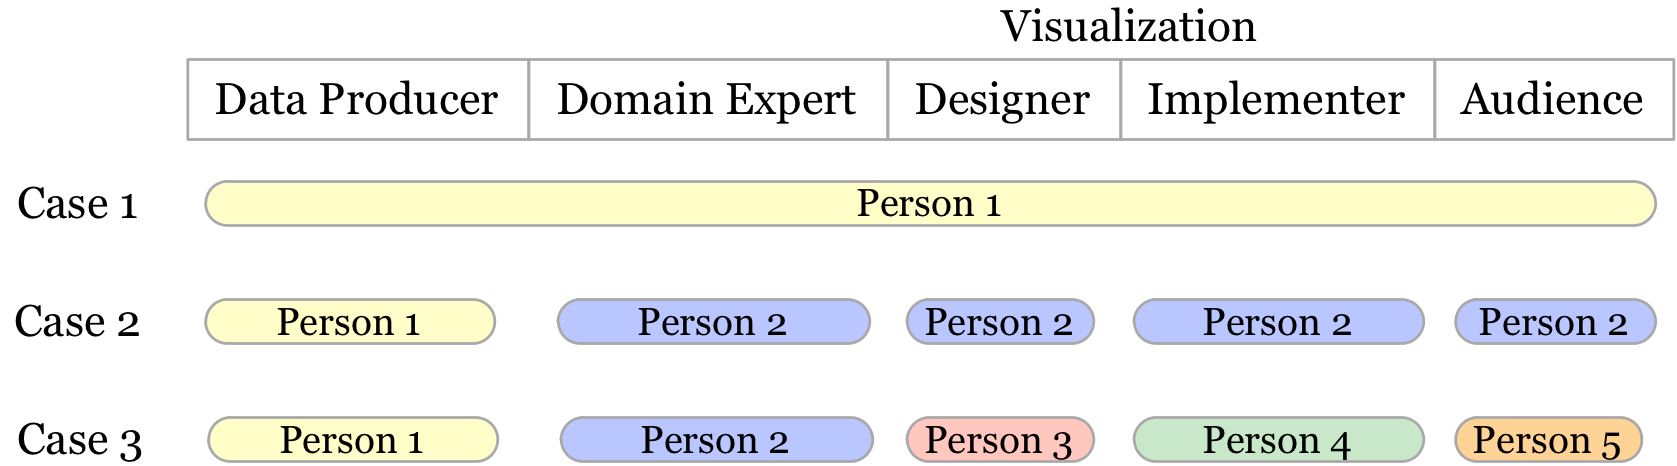 Visualization
Data Producer Domain Expert Designer Implementer Audience
Case 1 Person 1
Case 2 Person 1 Person 2 Person 2 Person 2 Person 2
Case 3 Person 1 Person 2 Person 3 Person 4 Person 5